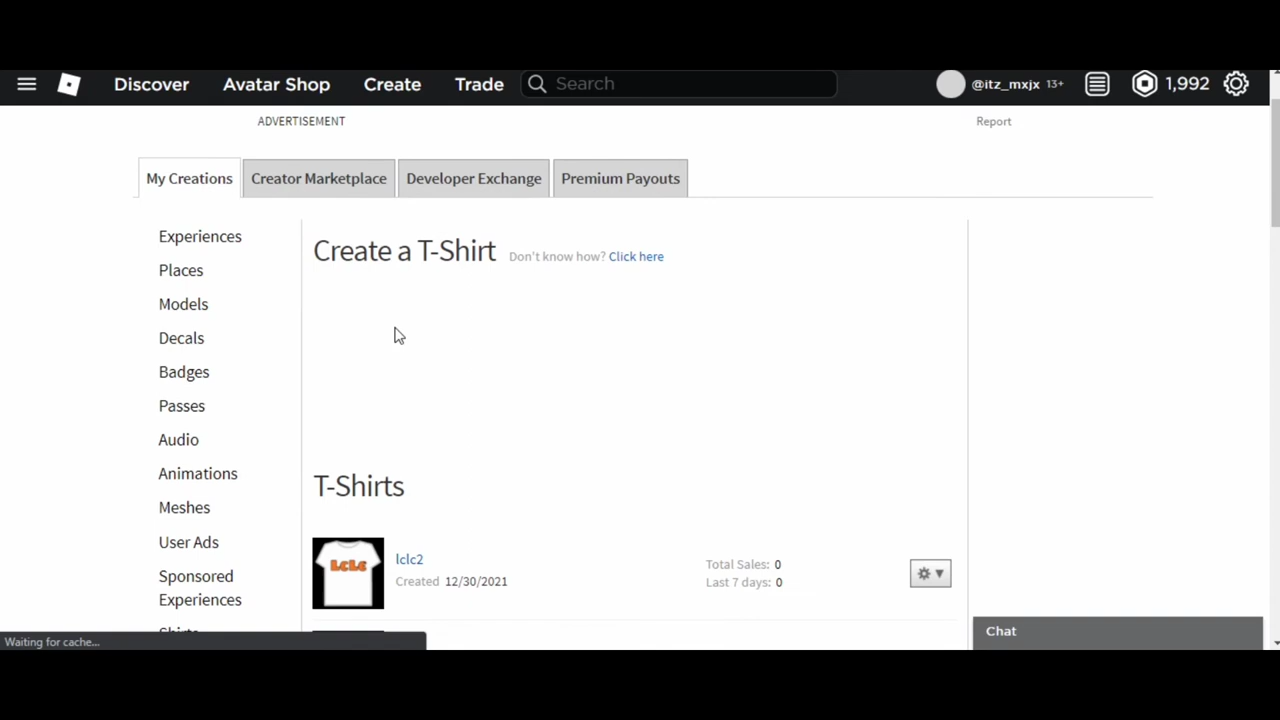 Discover Avatar Shop Create Trade Search @itz_mxjx 13+ 1,992
ADVERTISEMENT Report
My Creations Creator Marketplace Developer Exchange Premium Payouts
Experiences
Places
Models
Decals
Badges
Passes
Audio
Animations
Meshes
User Ads
Sponsored
Experiences
Shirts
Create a T-Shirt Don't know how? Click here
T-Shirts
LCLC
lclc2
Created 12/30/2021
Total Sales: 0
Last 7 days: 0
Chat
Waiting for cache...